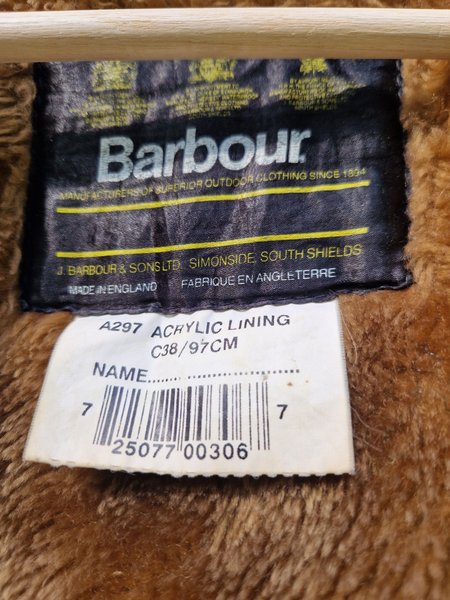 Barbour
MANUFACTURERS OF SUPERIOR OUTDOOR CLOTHING SINCE 1894
J. BARBOUR & SONS LTD. SIMONSIDE, SOUTH SHIELDS
MADE IN ENGLAND FABRIQUE EN ANGLETERRE
A297 ACRYLIC LINING
C38/97CM
NAME..............................
7 25077 00306 7